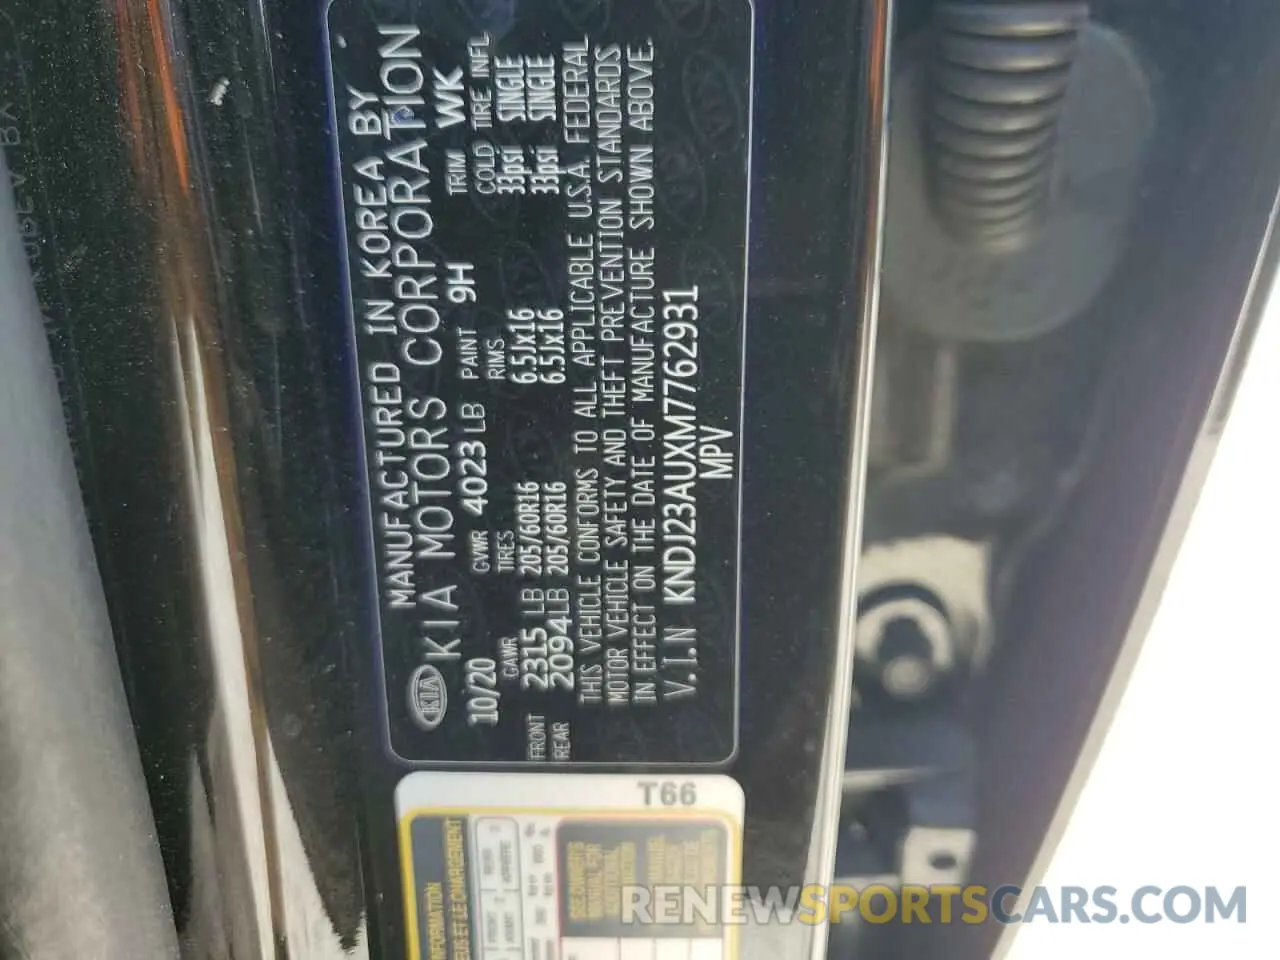 MANUFACTURED IN KOREA BY
KIA KIA MOTORS CORPORATION
10/20 GVWR 4023 LB PAINT 9H TRIM WK
GAWR TIRES RIMS COLD TIRE INFL
FRONT 2315 LB 205/60R16 6.5Jx16 33psi SINGLE
REAR 2094LB 205/60R16 6.5Jx16 33psi SINGLE
THIS VEHICLE CONFORMS TO ALL APPLICABLE U.S.A. FEDERAL
MOTOR VEHICLE SAFETY AND THEFT PREVENTION STANDARDS
IN EFFECT ON THE DATE OF MANUFACTURE SHOWN ABOVE.
V.I.N KNDJ23AUXM7762931
MPV
T66
RENEWSPORTSCARS.COM